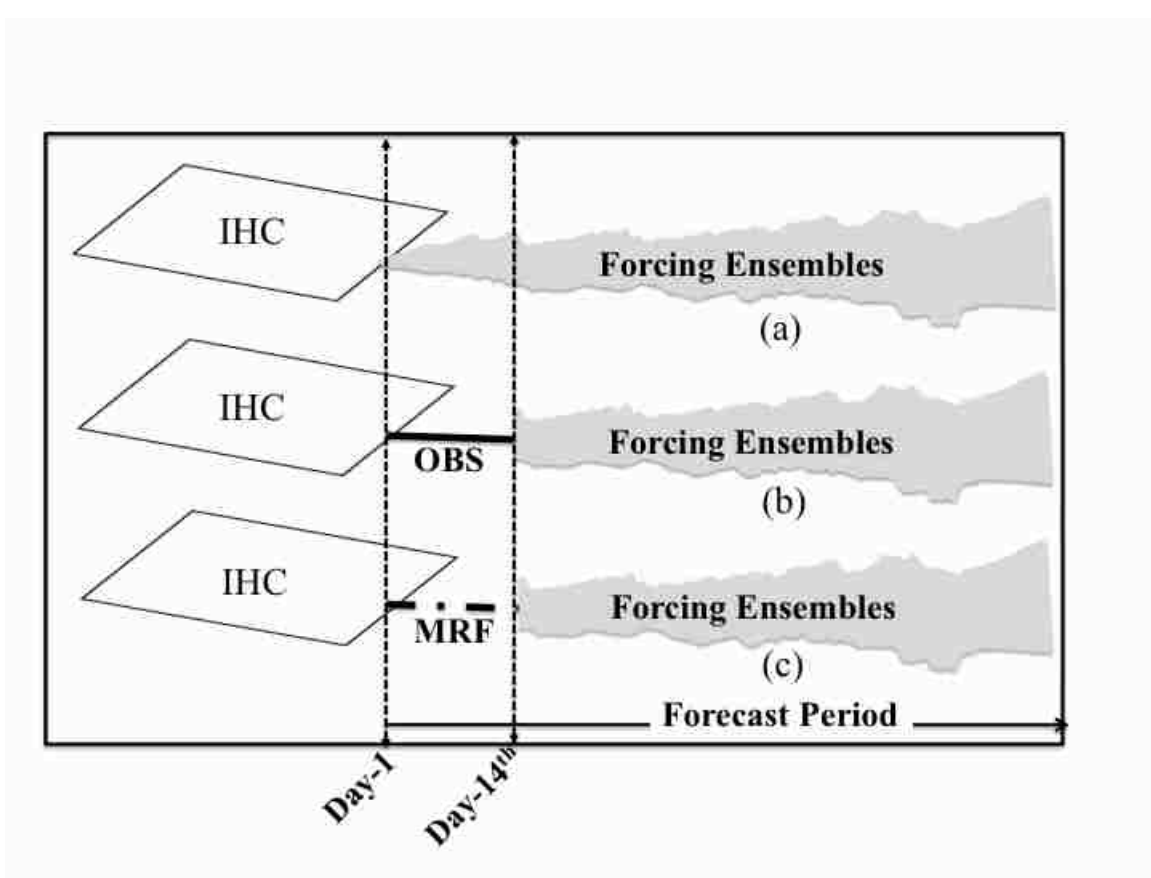 IHC
Forcing Ensembles
(a)
IHC
OBS
Forcing Ensembles
(b)
IHC
MRF
Forcing Ensembles
(c)
Forecast Period
Day-1
Day-14th